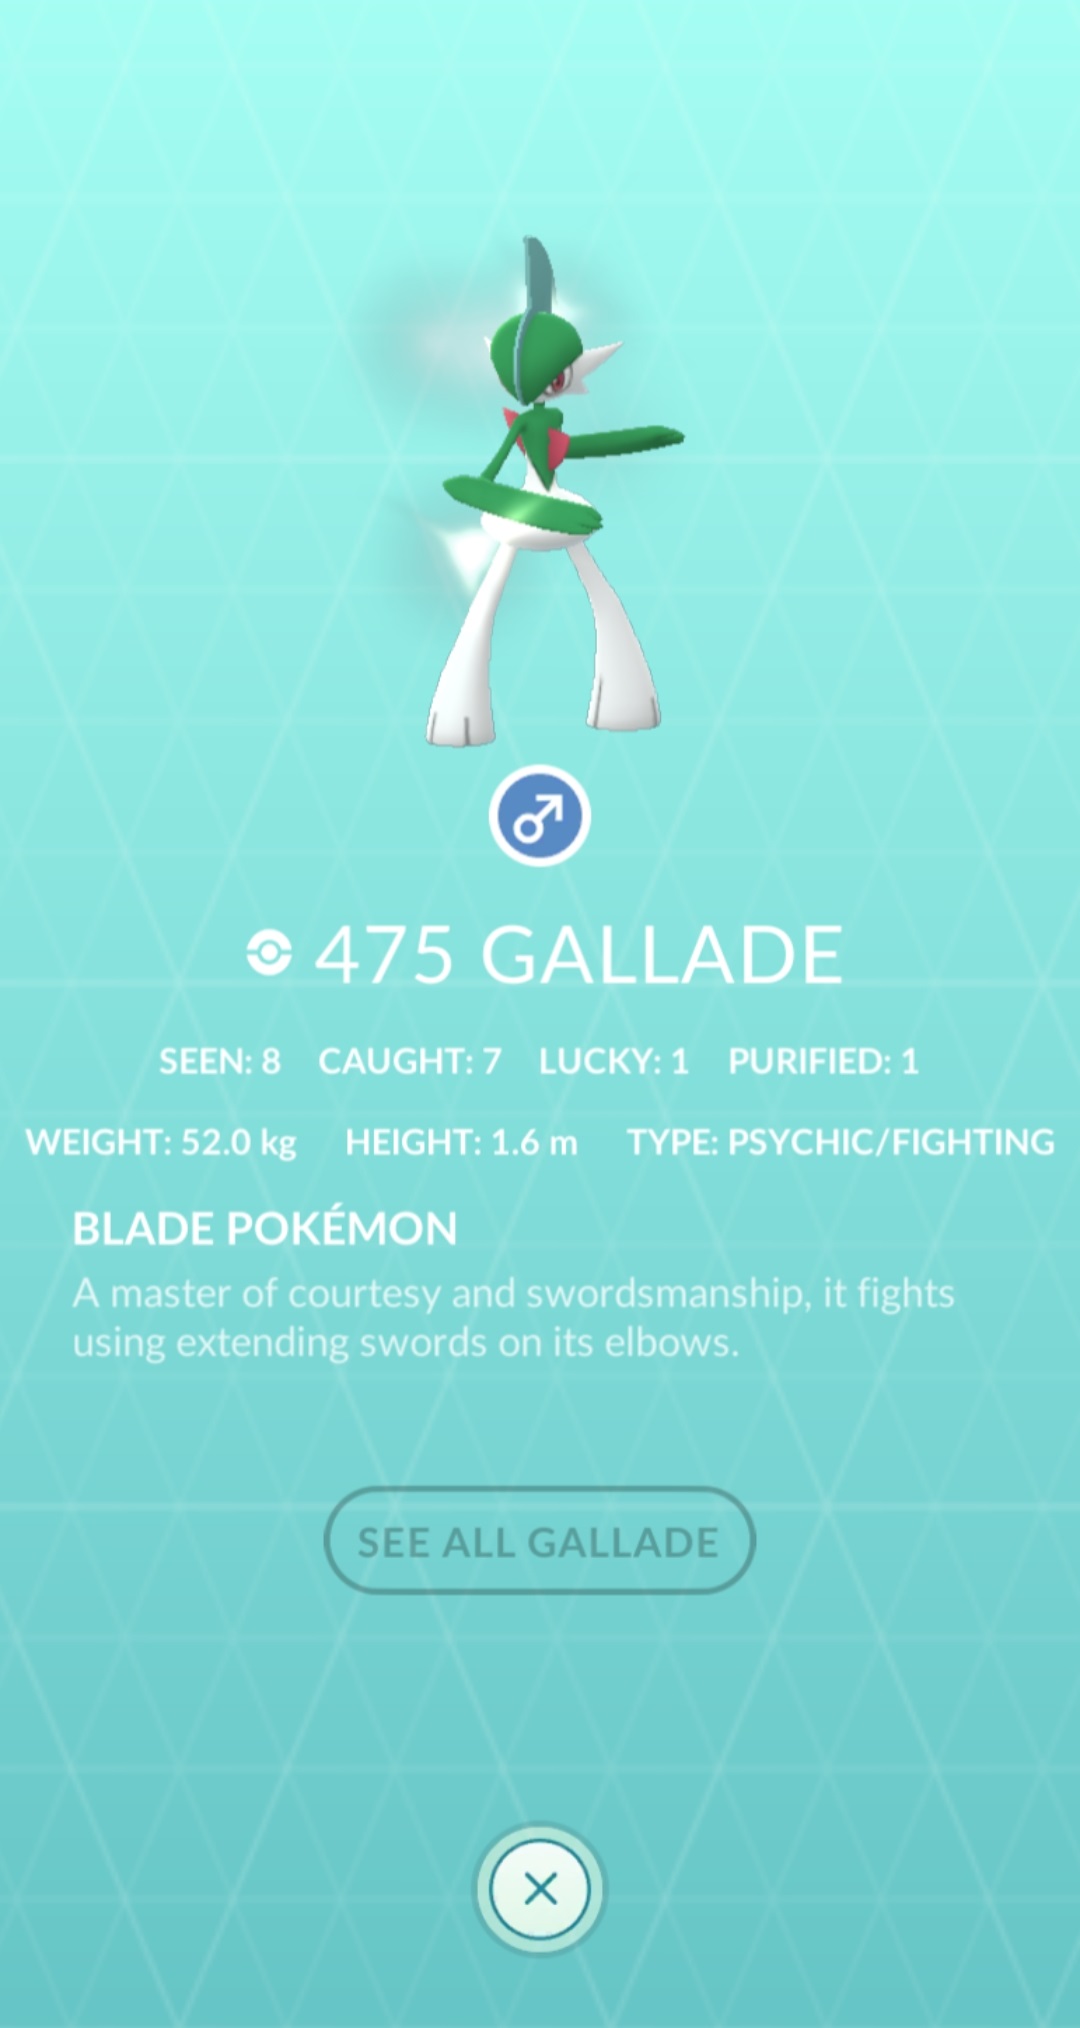 475 GALLADE
SEEN: 8 CAUGHT: 7 LUCKY: 1 PURIFIED: 1
WEIGHT: 52.0 kg HEIGHT: 1.6 m TYPE: PSYCHIC/FIGHTING
BLADE POKÉMON
A master of courtesy and swordsmanship, it fights
using extending swords on its elbows.
SEE ALL GALLADE